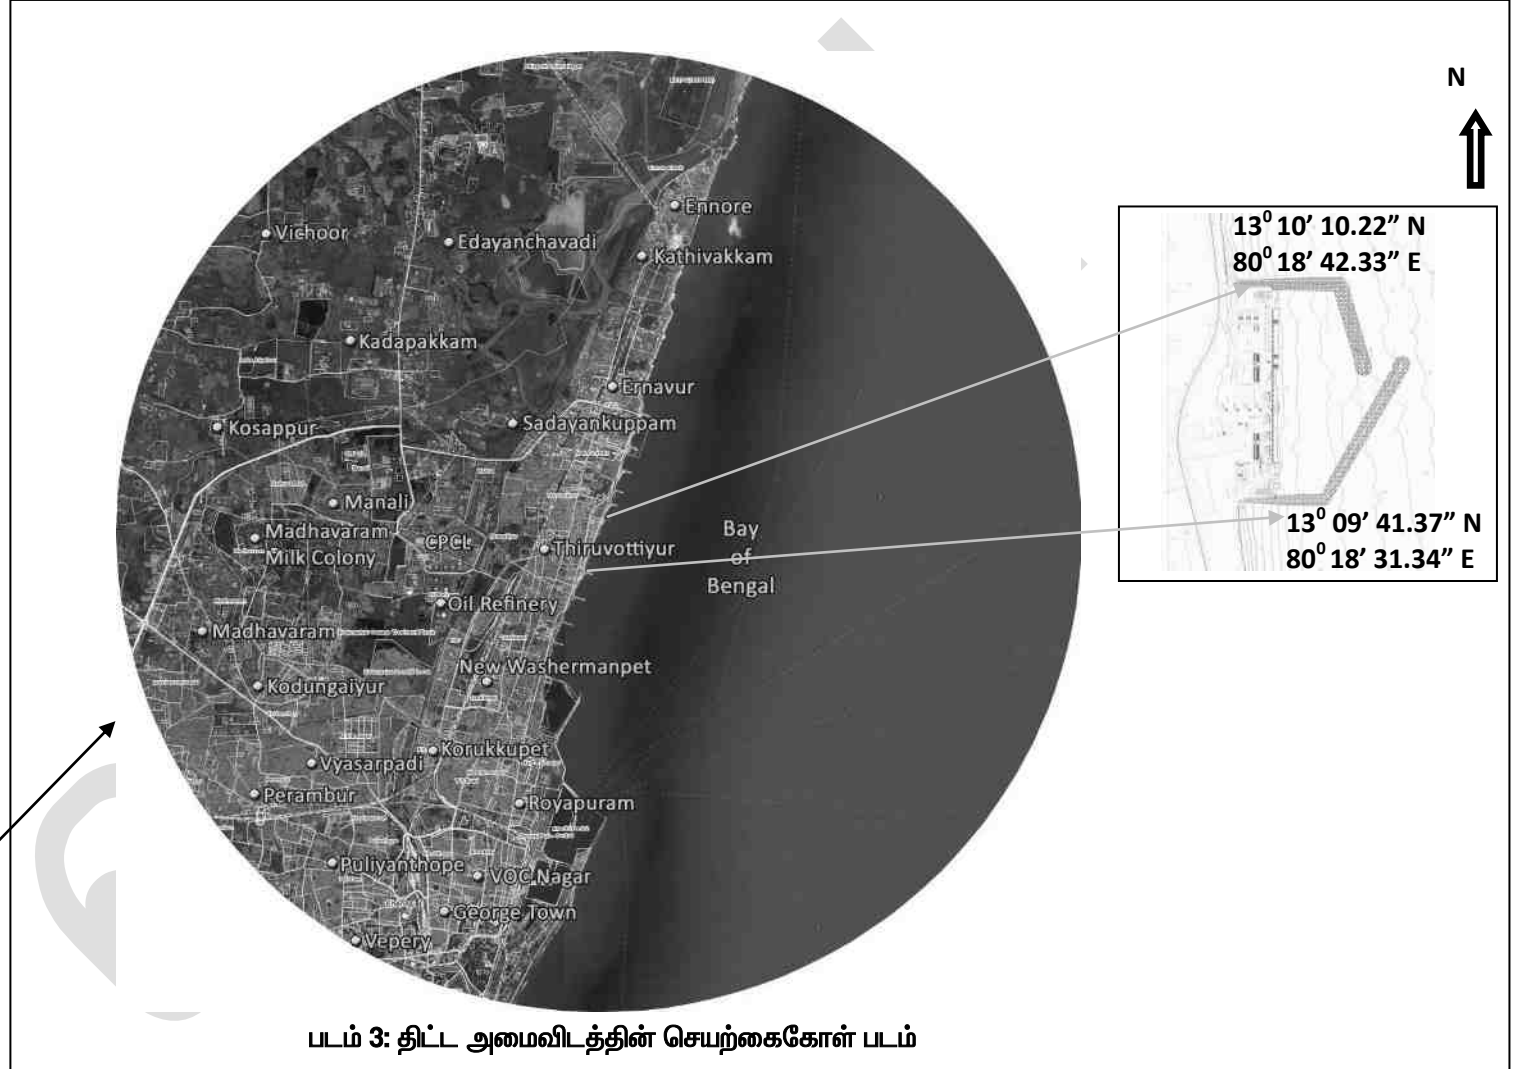 N
13⁰ 10’ 10.22” N
80⁰ 18’ 42.33” E
Ennore
Vichoor
Edayanchavadi
Kathivakkam
Kadapakkam
Ernavur
Kosappur
Sadayankuppam
Manali
Madhavaram
Milk Colony
CPCL
Thiruvottiyur
Bay
of
Bengal
13⁰ 09’ 41.37” N
80⁰ 18’ 31.34” E
Oil Refinery
Madhavaram
New Washermanpet
Kodungaiyur
Korukkupet
Vyasarpadi
Perambur
Royapuram
Puliyanthope
VOC Nagar
George Town
Vepery
படம் 3: திட்ட அமைவிடத்தின் செயற்கைகோள் படம்